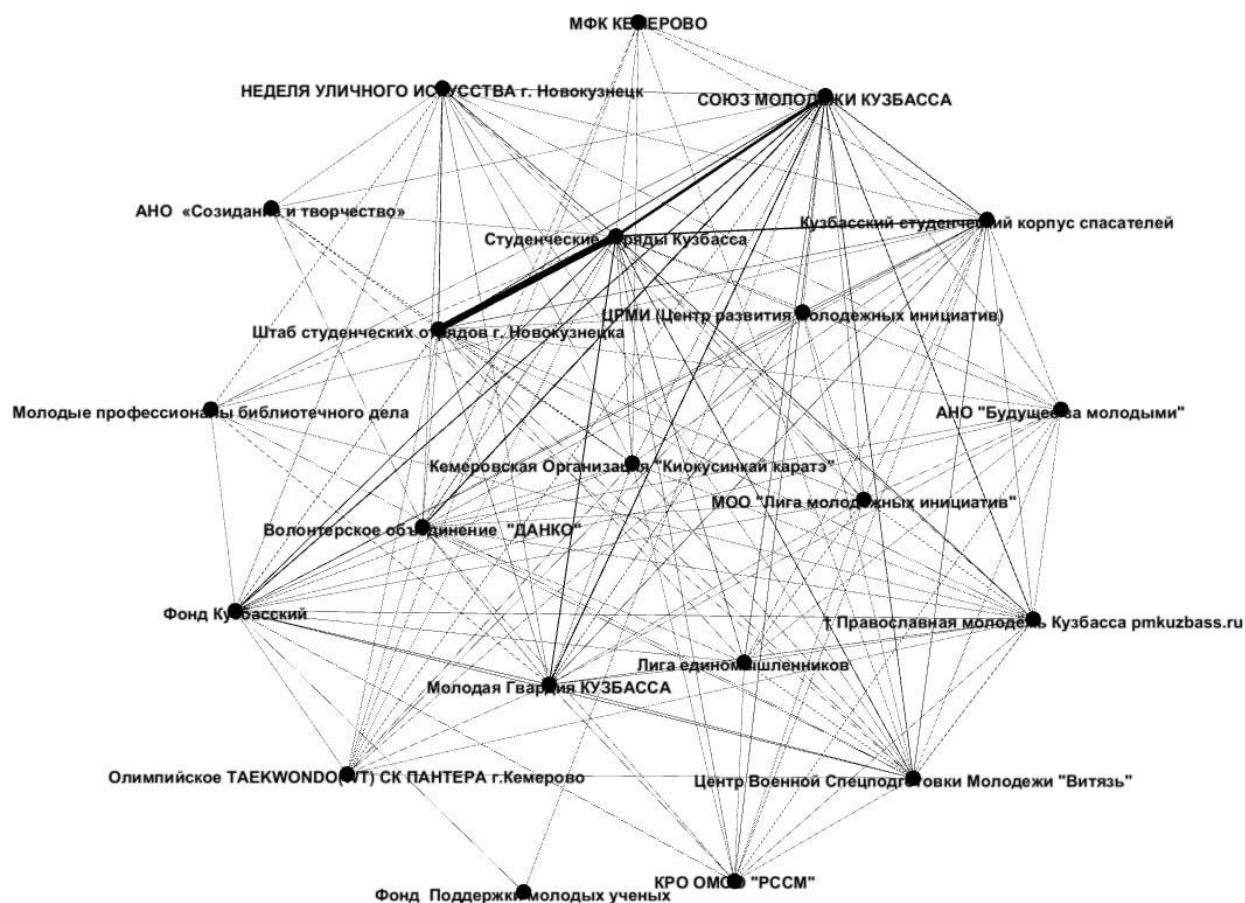 МФК КЕМЕРОВО
НЕДЕЛЯ УЛИЧНОГО ИСКУССТВА г. Новокузнецк
СОЮЗ МОЛОДЕЖИ КУЗБАССА
АНО «Созидание и творчество»
Кузбасский студенческий корпус спасателей
Студенческие отряды Кузбасса
ЦРМИ (Центр развития молодежных инициатив)
Штаб студенческих отрядов г. Новокузнецка
Молодые профессионалы библиотечного дела
АНО "Будущее за молодыми"
Кемеровская Организация "Киокусинкай каратэ"
МОО "Лига молодежных инициатив"
Волонтерское объединение "ДАНКО"
Фонд Кузбасский
† Православная молодежь Кузбасса pmkuzbass.ru
Лига единомышленников
Молодая Гвардия КУЗБАССА
Олимпийское TAEKWONDO(WT) СК ПАНТЕРА г.Кемерово
Центр Военной Спецподготовки Молодежи "Витязь"
КРО ОМОО "РССМ"
Фонд Поддержки молодых ученых